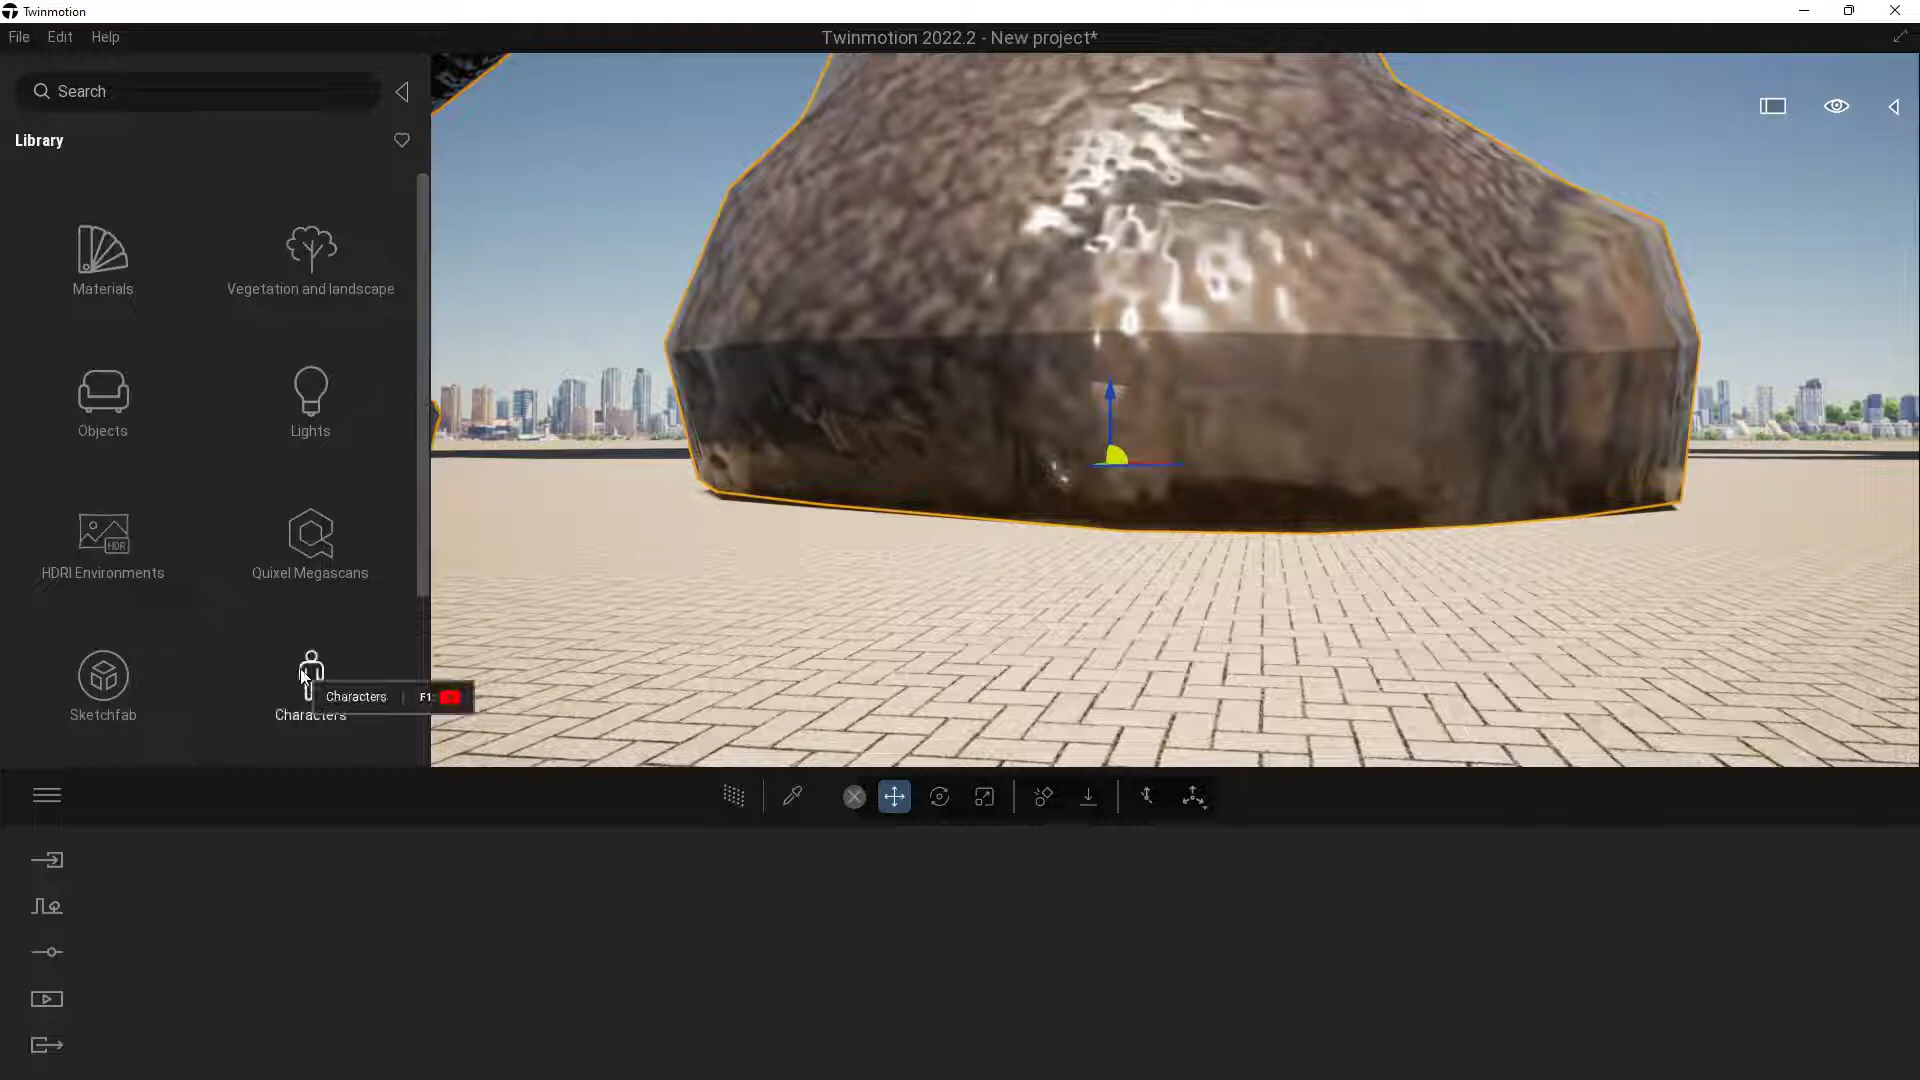 Twinmotion
File Edit Help
Twinmotion 2022.2 - New project*
Search
Library
Materials
Vegetation and landscape
Objects
Lights
HDR
HDRI Environments
Quixel Megascans
Sketchfab
Characters | F1:
Characters